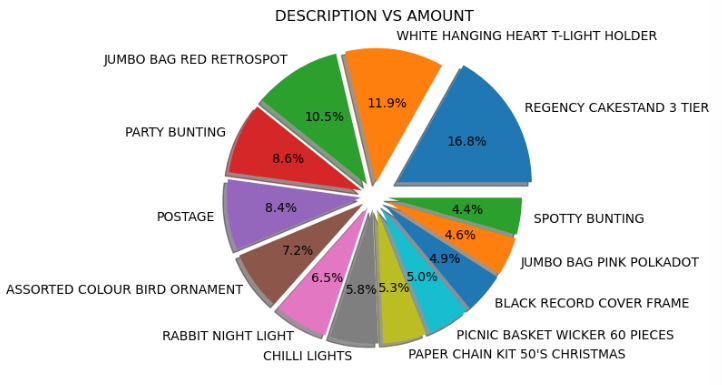 DESCRIPTION VS AMOUNT
WHITE HANGING HEART T-LIGHT HOLDER
JUMBO BAG RED RETROSPOT
REGENCY CAKESTAND 3 TIER
PARTY BUNTING
POSTAGE
SPOTTY BUNTING
JUMBO BAG PINK POLKADOT
ASSORTED COLOUR BIRD ORNAMENT
BLACK RECORD COVER FRAME
RABBIT NIGHT LIGHT
PICNIC BASKET WICKER 60 PIECES
CHILLI LIGHTS
PAPER CHAIN KIT 50'S CHRISTMAS
11.9%
10.5%
16.8%
8.6%
8.4%
4.4%
4.6%
7.2%
4.9%
6.5%
5.0%
5.8%
5.3%